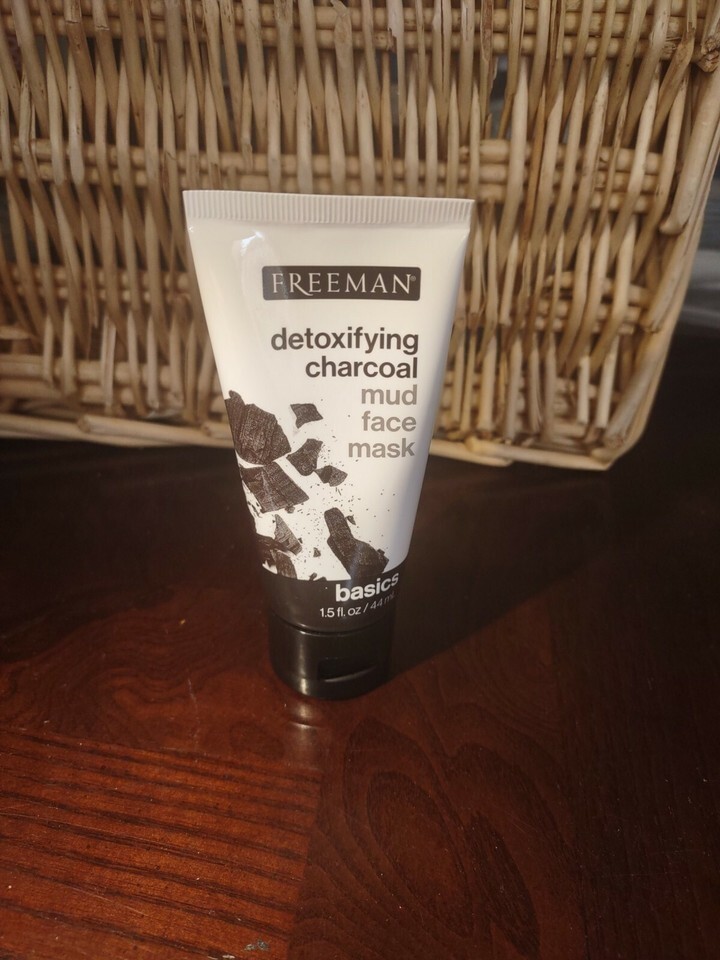 FREEMAN®
detoxifying
charcoal
mud
face
mask
basics
1.5 fl. oz / 44 mL